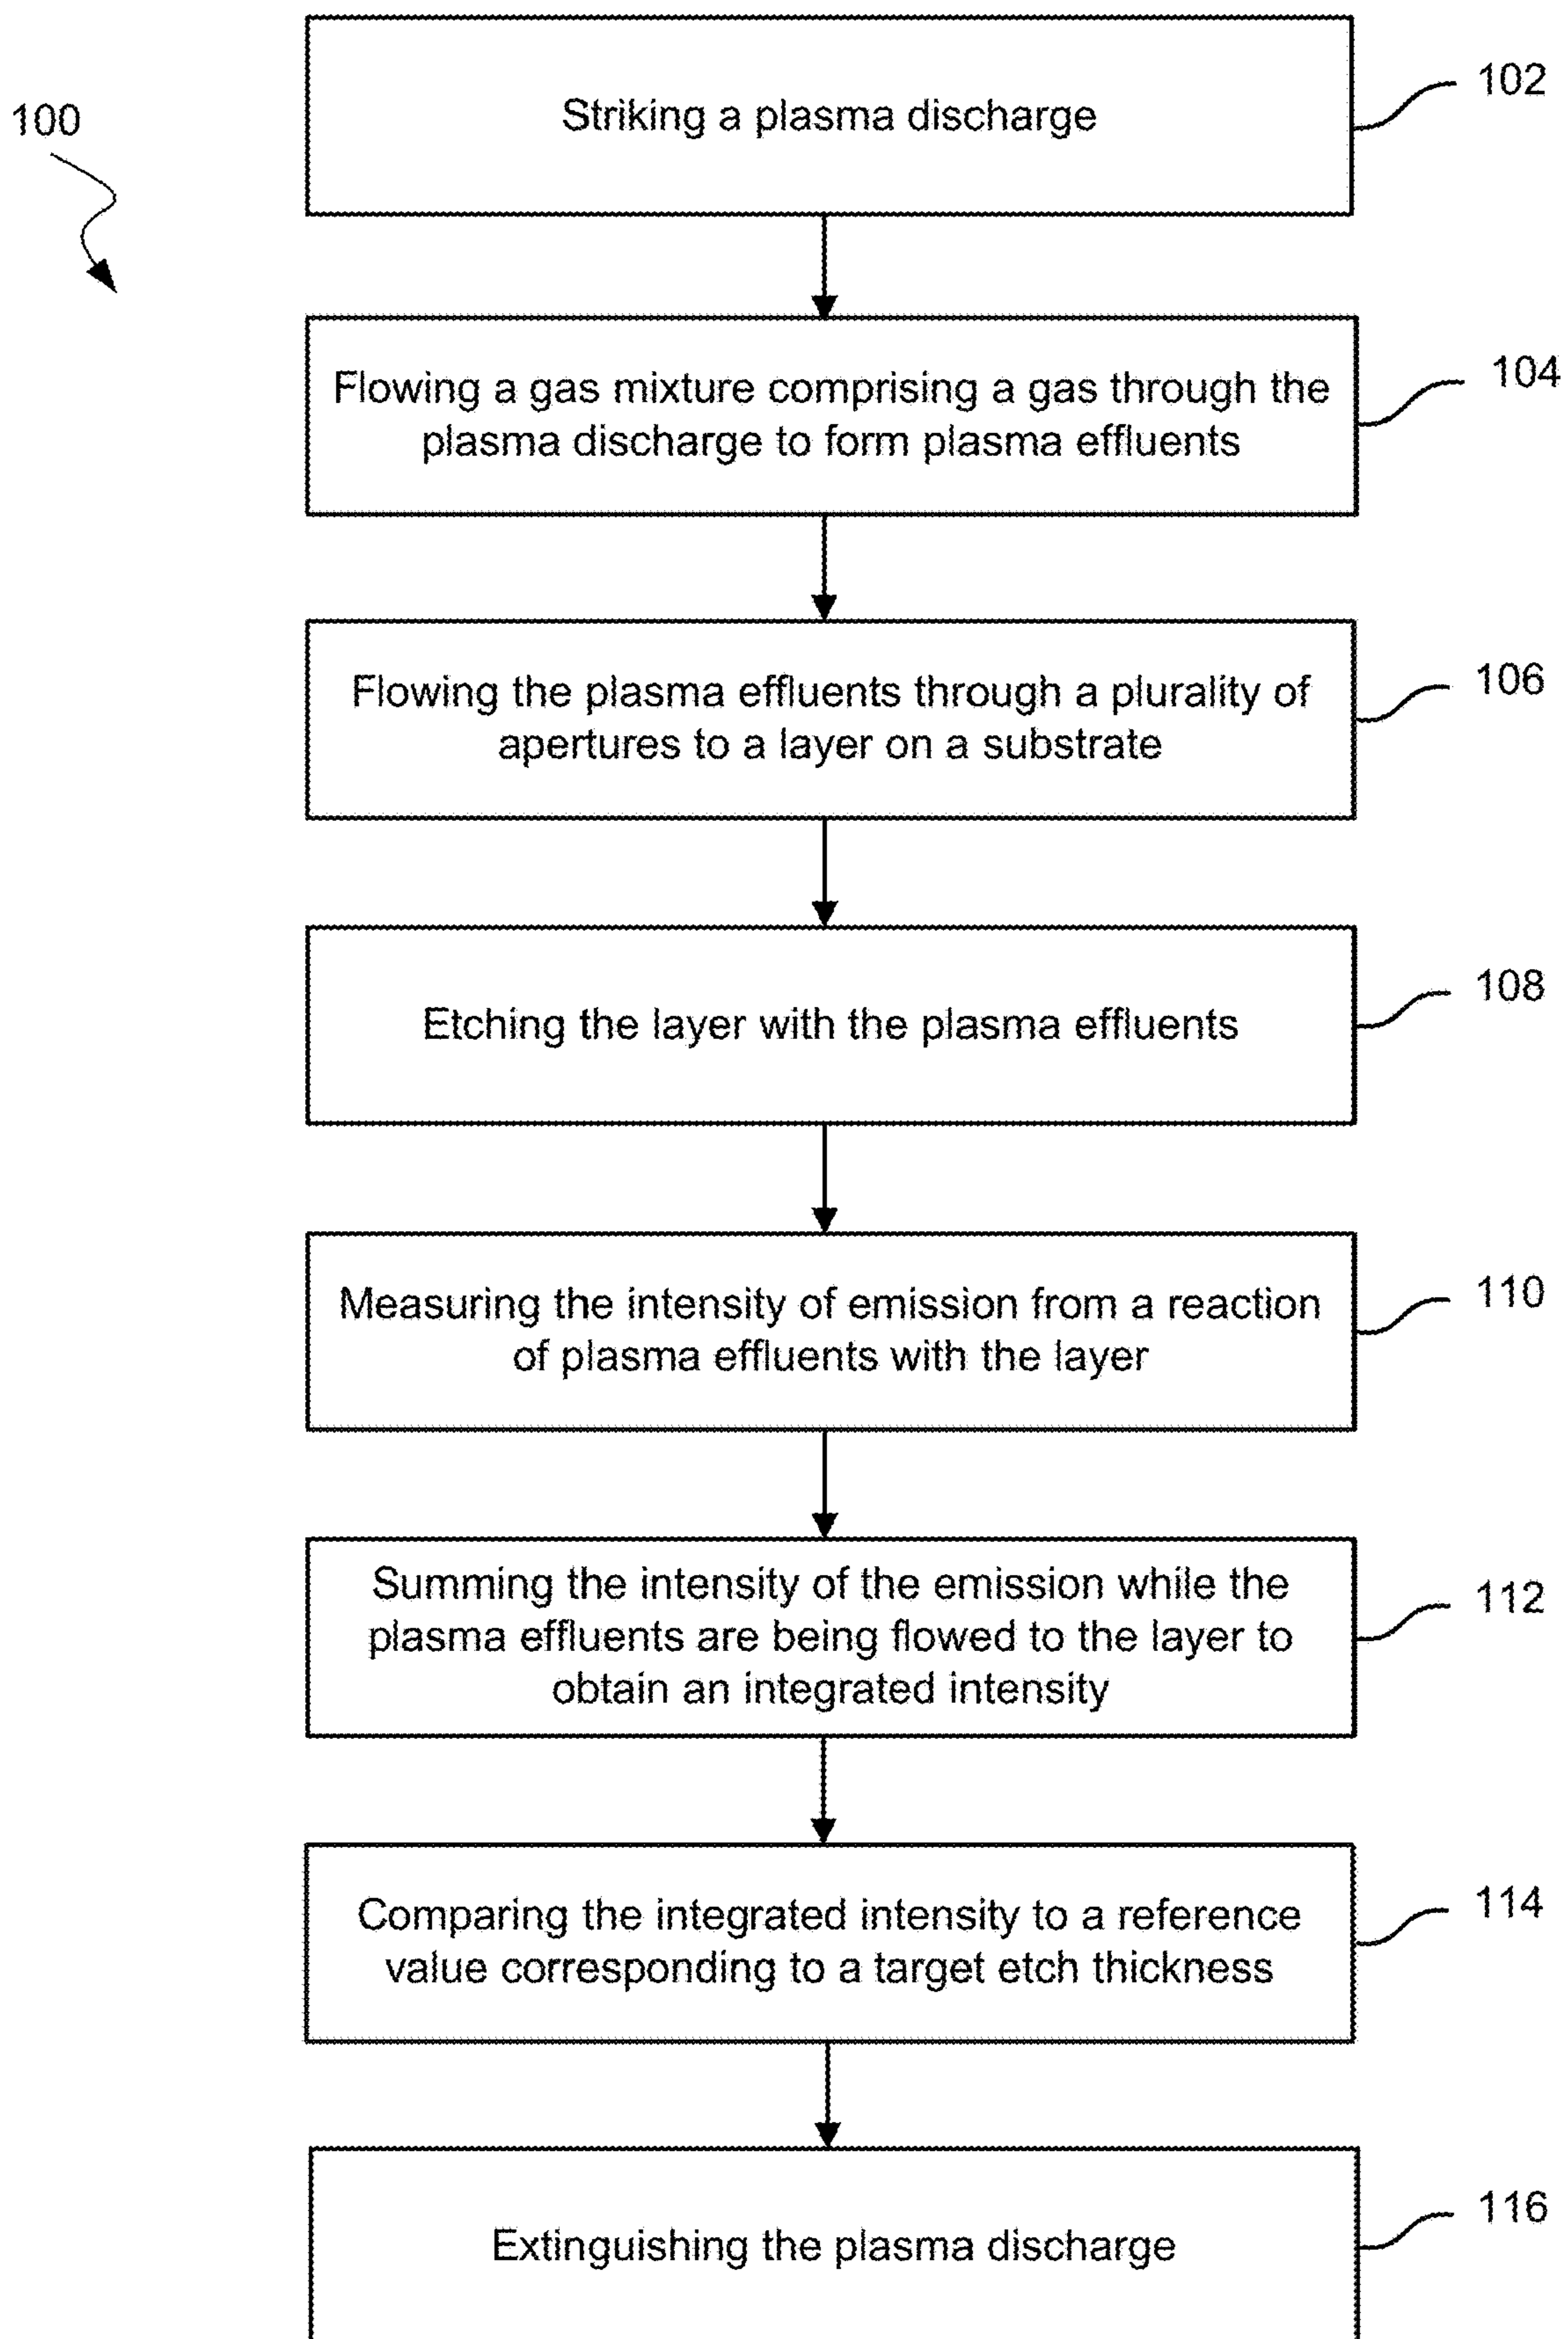 100
Striking a plasma discharge
102
Flowing a gas mixture comprising a gas through the
plasma discharge to form plasma effluents
104
Flowing the plasma effluents through a plurality of
apertures to a layer on a substrate
106
Etching the layer with the plasma effluents
108
Measuring the intensity of emission from a reaction
of plasma effluents with the layer
110
Summing the intensity of the emission while the
plasma effluents are being flowed to the layer to
obtain an integrated intensity
112
Comparing the integrated intensity to a reference
value corresponding to a target etch thickness
114
Extinguishing the plasma discharge
116